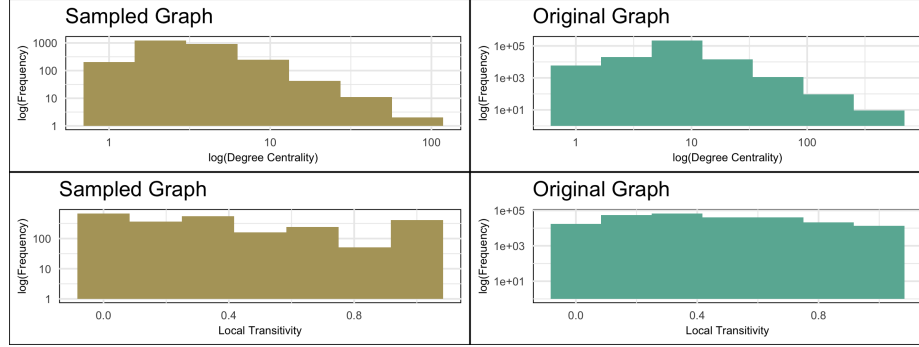 Sampled Graph
1000
100
10
1
log(Frequency)
1
10
100
log(Degree Centrality)
Original Graph
1e+05
1e+03
1e+01
log(Frequency)
1
10
100
log(Degree Centrality)
Sampled Graph
100
10
1
log(Frequency)
0.0
0.4
0.8
Local Transitivity
Original Graph
1e+05
1e+03
1e+01
log(Frequency)
0.0
0.4
0.8
Local Transitivity